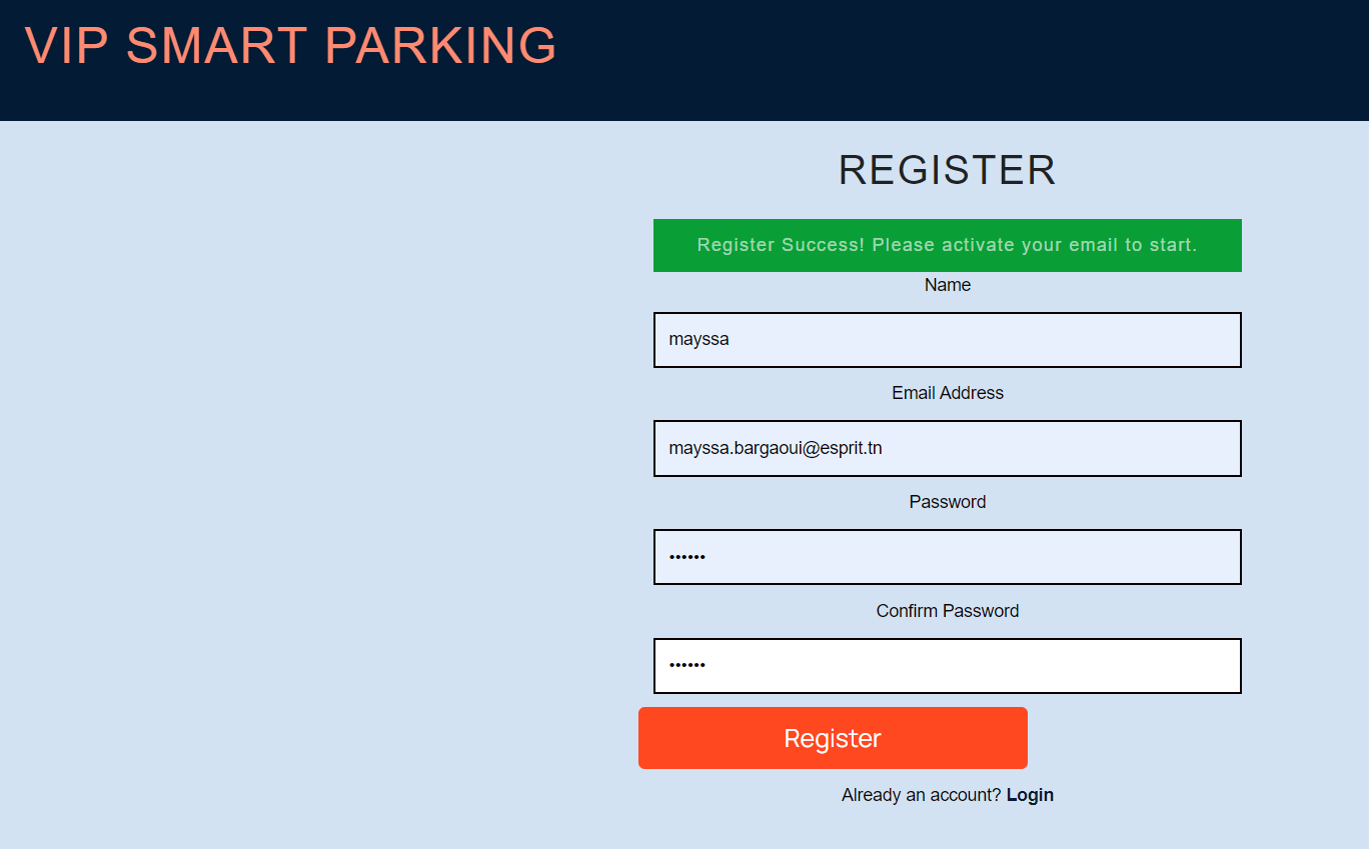 VIP SMART PARKING
REGISTER
Register Success! Please activate your email to start.
Name
mayssa
Email Address
mayssa.bargaoui@esprit.tn
Password
••••••
Confirm Password
••••••
Register
Already an account? Login